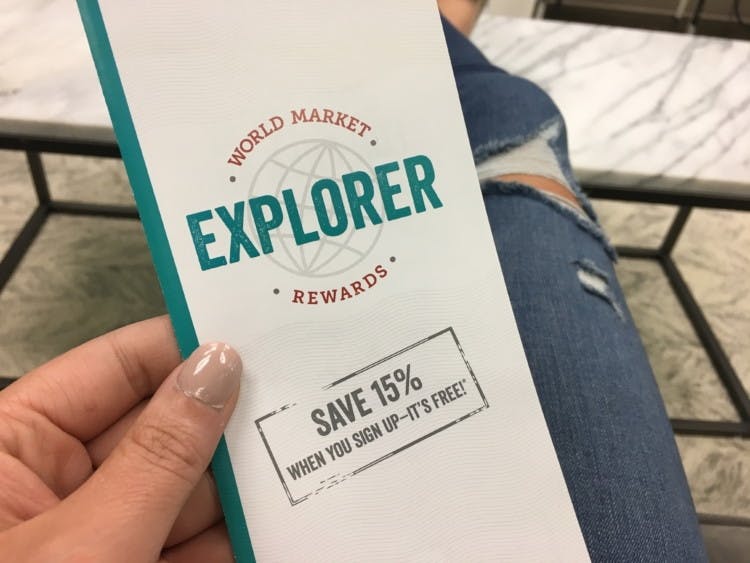 WORLD MARKET
EXPLORER
REWARDS
SAVE 15%
WHEN YOU SIGN UP–IT'S FREE!*